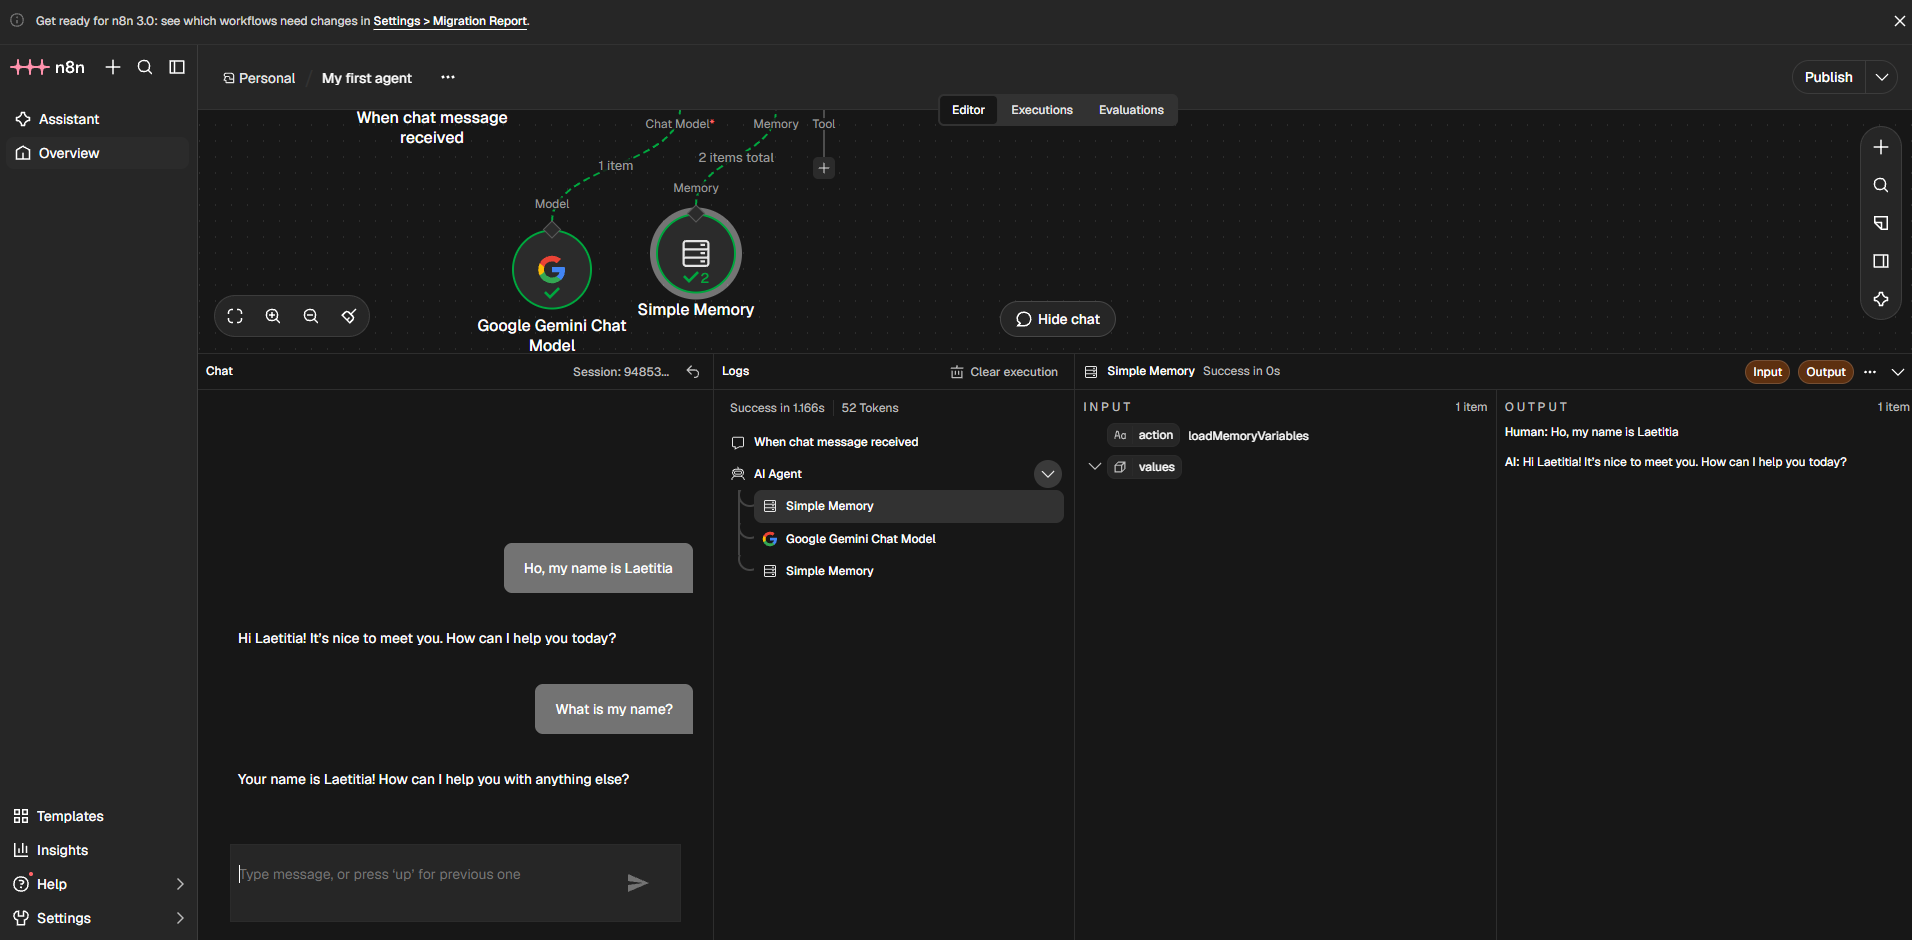 Get ready for n8n 3.0: see which workflows need changes in Settings > Migration Report.
n8n
Personal / My first agent ...
Publish
Assistant
Overview
Editor Executions Evaluations
When chat message
received
Chat Model* Memory Tool
1 item
2 items total
Model
Memory
2
Simple Memory
Google Gemini Chat
Model
Hide chat
Chat
Session: 94853...
Logs
Clear execution
Simple Memory Success in 0s
Input Output ...
Success in 1.166s 52 Tokens
When chat message received
AI Agent
Simple Memory
Google Gemini Chat Model
Simple Memory
INPUT 1 item
Aa action loadMemoryVariables
values
OUTPUT 1 item
Human: Ho, my name is Laetitia
AI: Hi Laetitia! It's nice to meet you. How can I help you today?
Ho, my name is Laetitia
Hi Laetitia! It's nice to meet you. How can I help you today?
What is my name?
Your name is Laetitia! How can I help you with anything else?
Type message, or press 'up' for previous one
Templates
Insights
Help
Settings